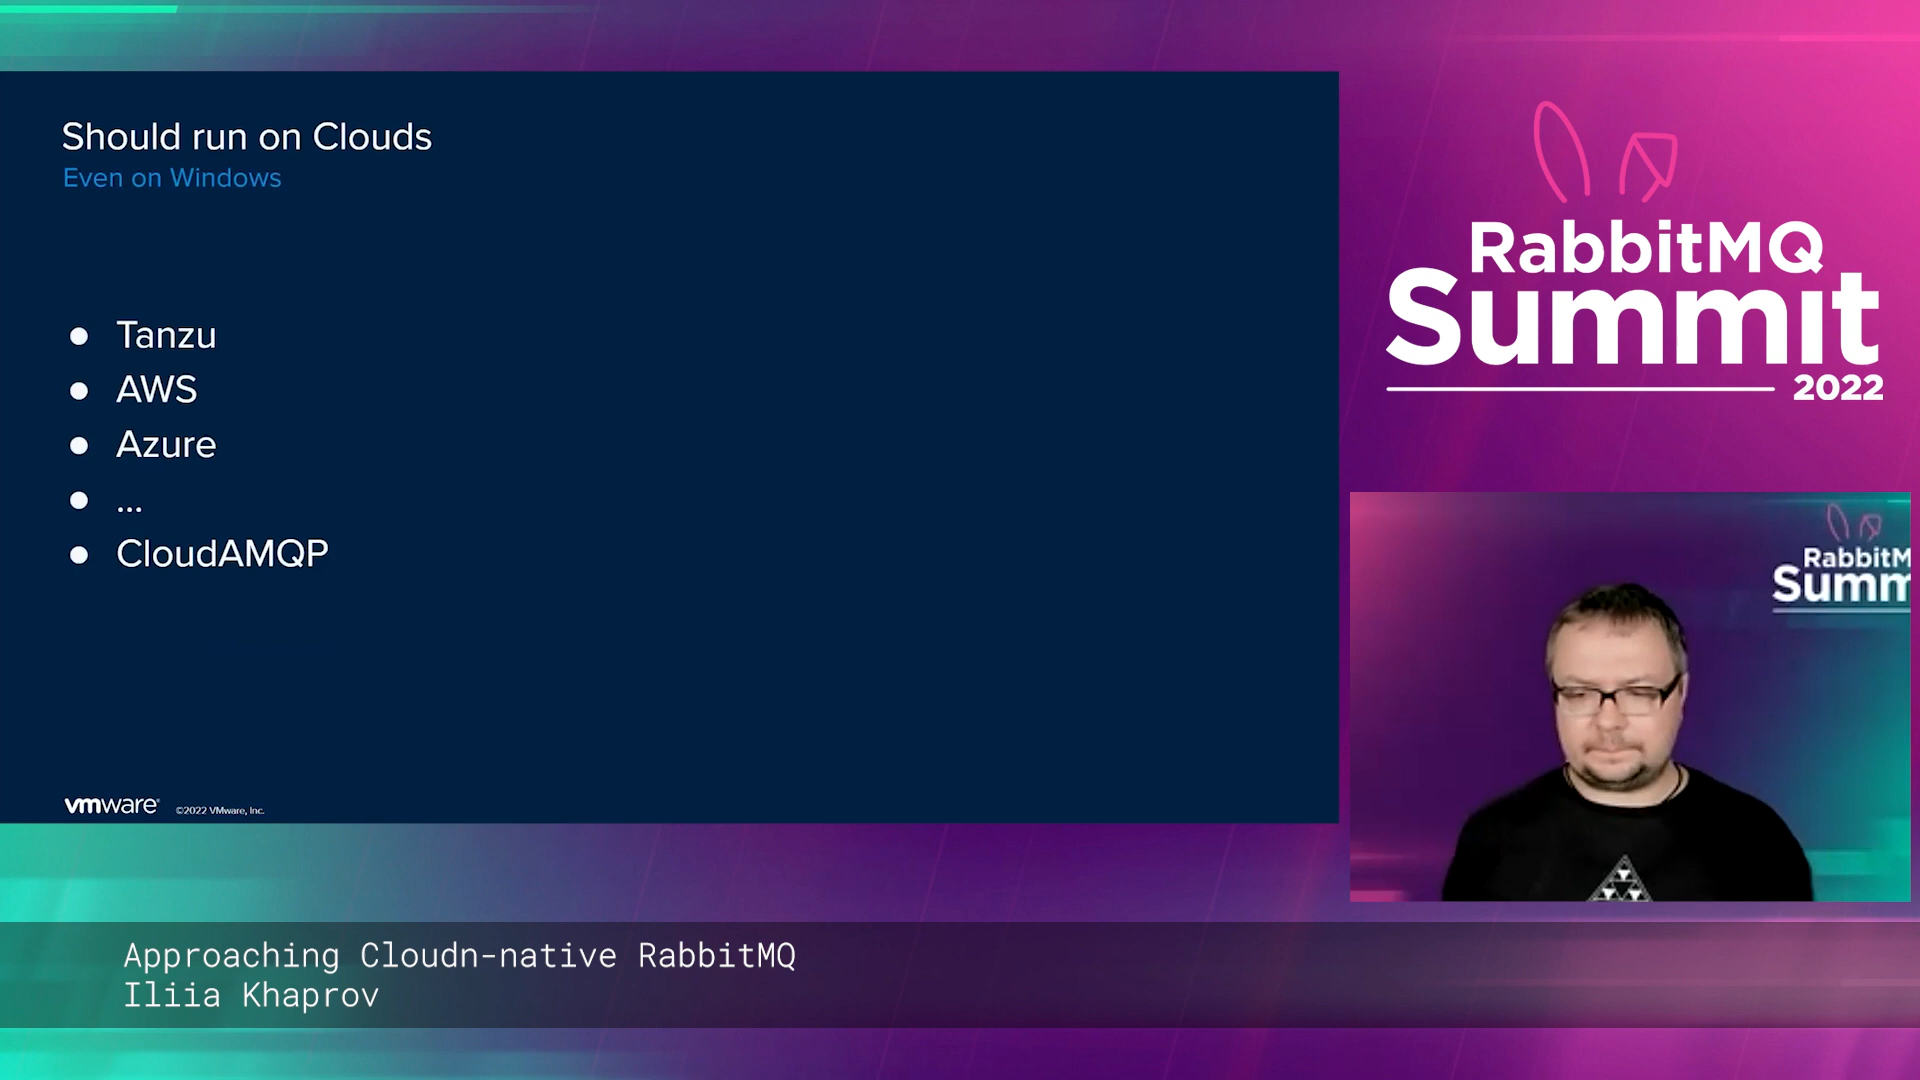 Should run on Clouds
Even on Windows
● Tanzu
● AWS
● Azure
● ...
● CloudAMQP
vmware® ©2022 VMware, Inc.
RabbitMQ
Summit
2022
RabbitM
Summ
Approaching Cloudn-native RabbitMQ
Iliia Khaprov